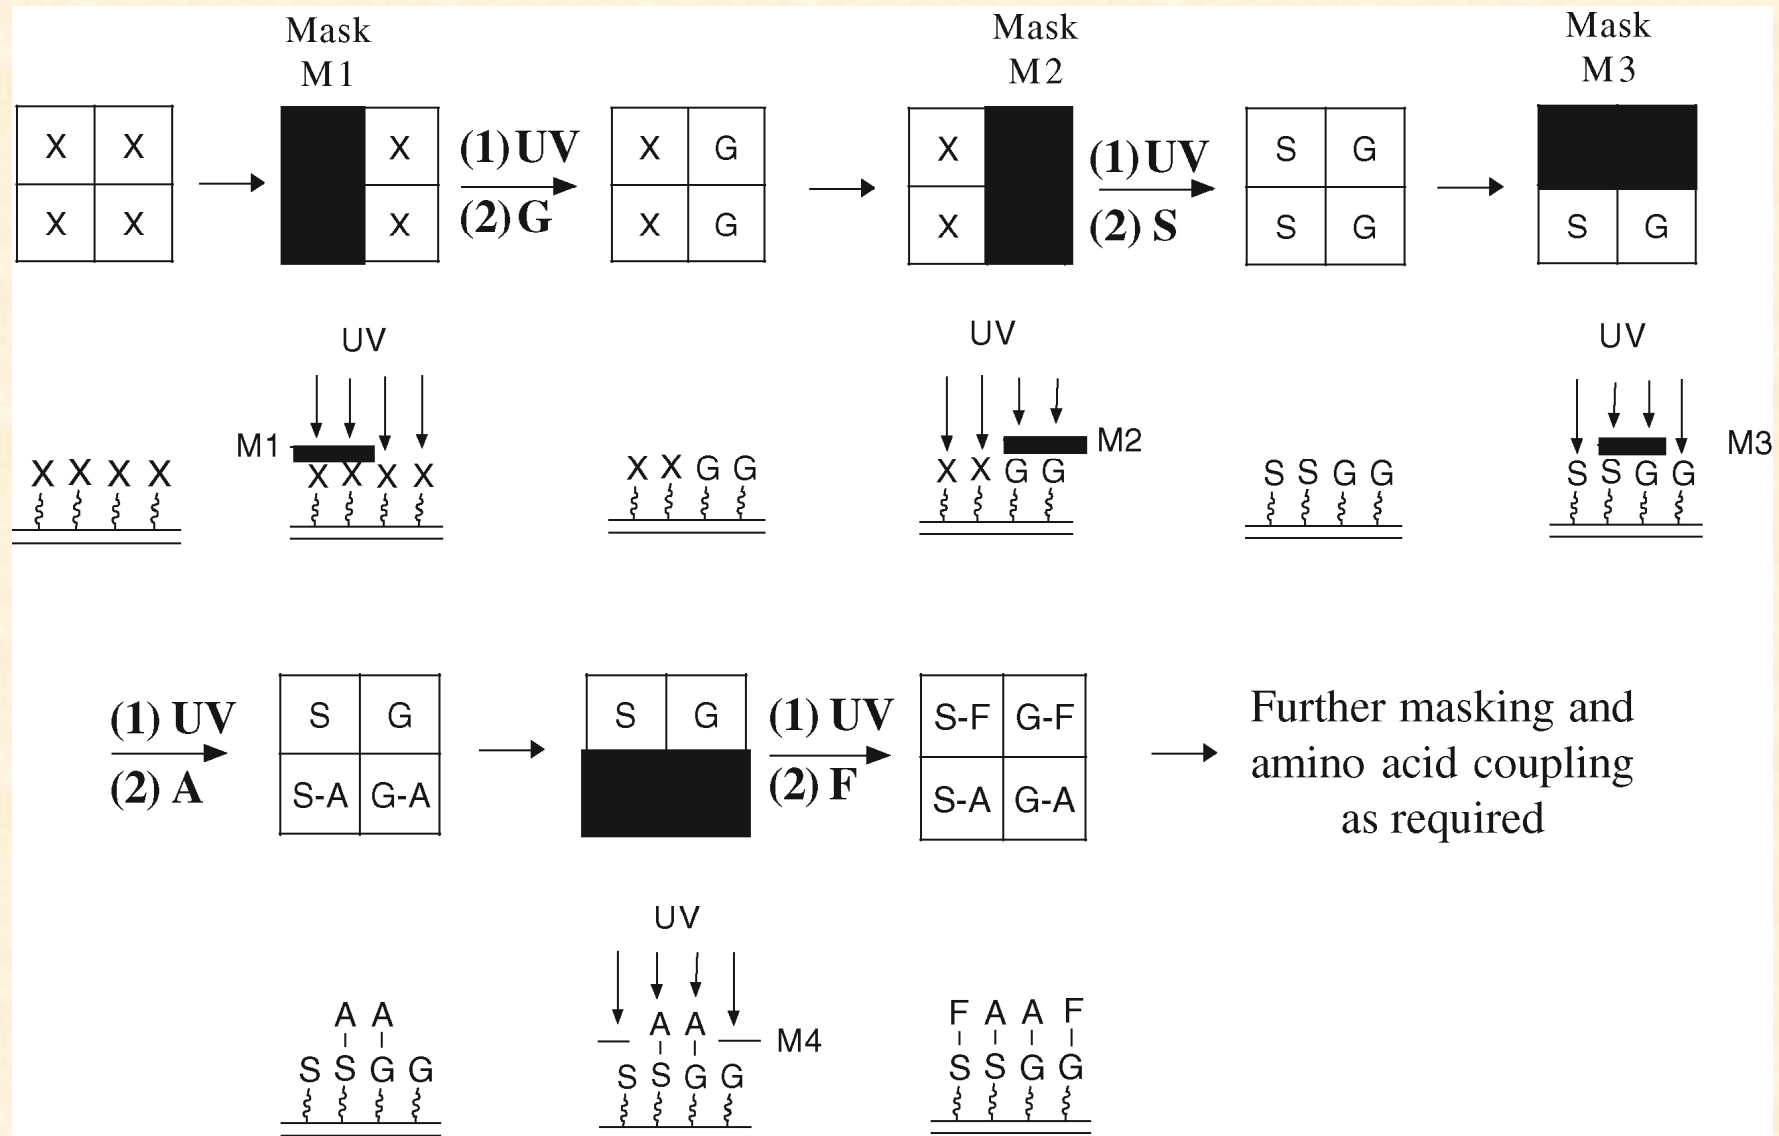 Mask
M1
Mask
M2
Mask
M3
X X
X X
X
X
(1) UV
(2) G
X G
X G
X
X
(1) UV
(2) S
S G
S G
S G
UV
M1
X X X X
X X X X
X X G G
UV
M2
X X G G
S S G G
UV
M3
S S G G
(1) UV
(2) A
S G
S-A G-A
S G
(1) UV
(2) F
S-F G-F
S-A G-A
Further masking and
amino acid coupling
as required
A A
S S G G
UV
A A
M4
S S G G
F A A F
S S G G